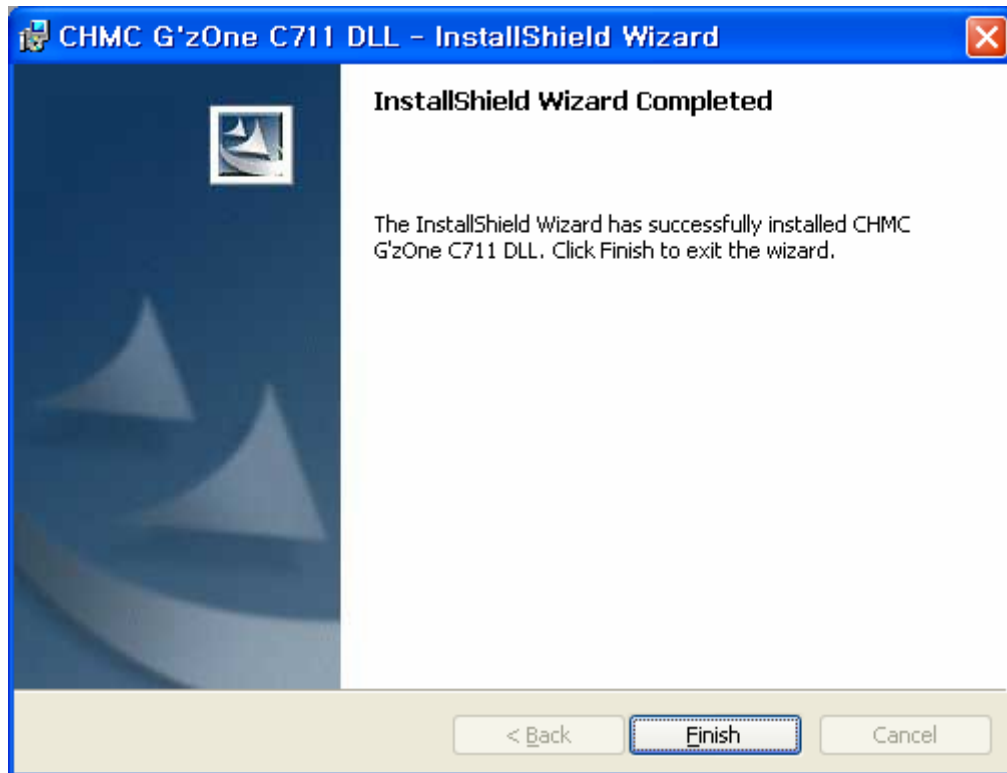 CHMC G'zOne C711 DLL - InstallShield Wizard
InstallShield Wizard Completed
The InstallShield Wizard has successfully installed CHMC
G'zOne C711 DLL. Click Finish to exit the wizard.
< Back
Finish
Cancel